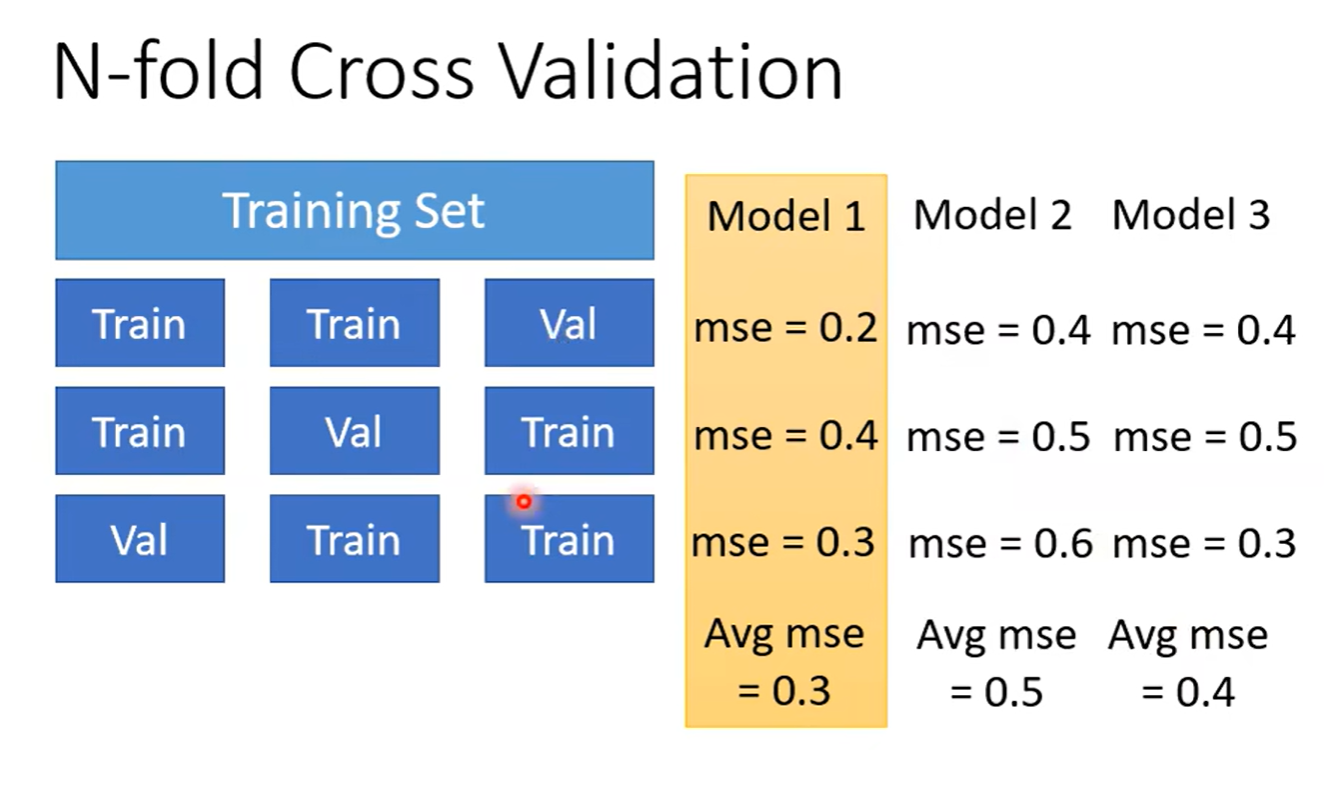 N-fold Cross Validation
Training Set
Model 1 Model 2 Model 3
Train Train Val mse = 0.2 mse = 0.4 mse = 0.4
Train Val Train mse = 0.4 mse = 0.5 mse = 0.5
Val Train Train mse = 0.3 mse = 0.6 mse = 0.3
Avg mse Avg mse Avg mse
= 0.3 = 0.5 = 0.4